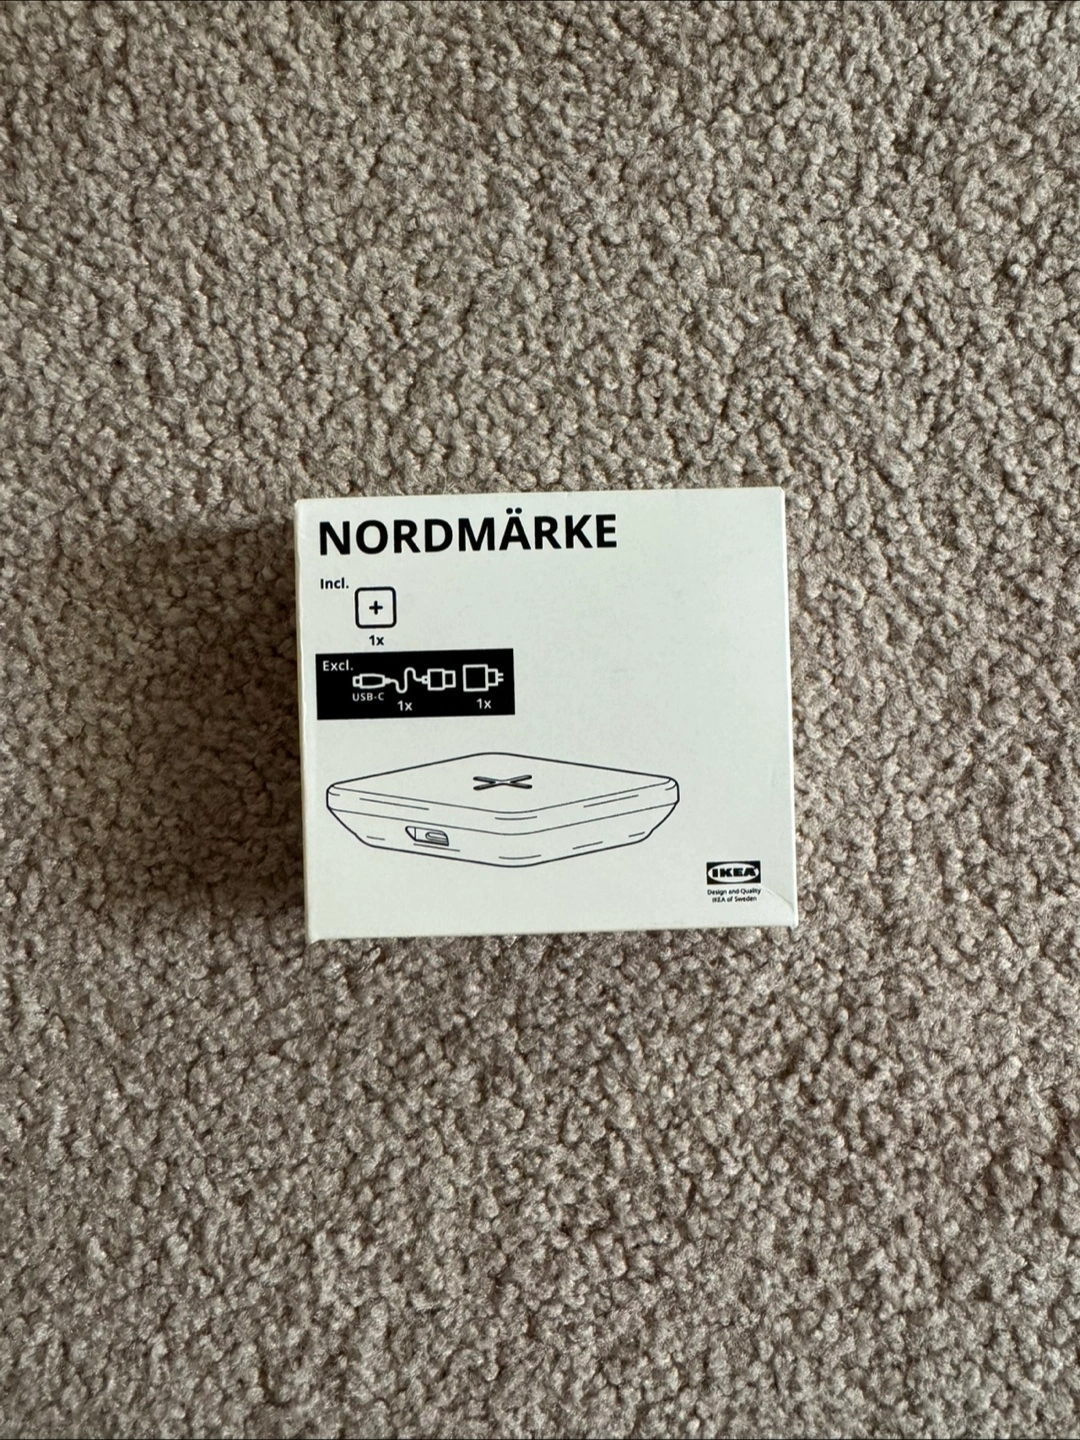 NORDMÄRKE
Incl.
1x
Excl.
USB-C
1x 1x
IKEA
Design and Quality
IKEA of Sweden